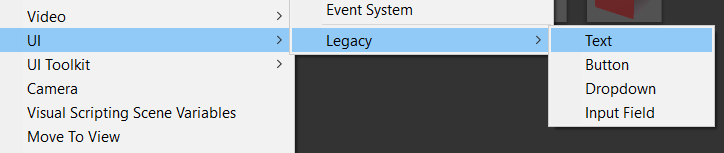 Video
UI
UI Toolkit
Camera
Visual Scripting Scene Variables
Move To View
Event System
Legacy
Text
Button
Dropdown
Input Field